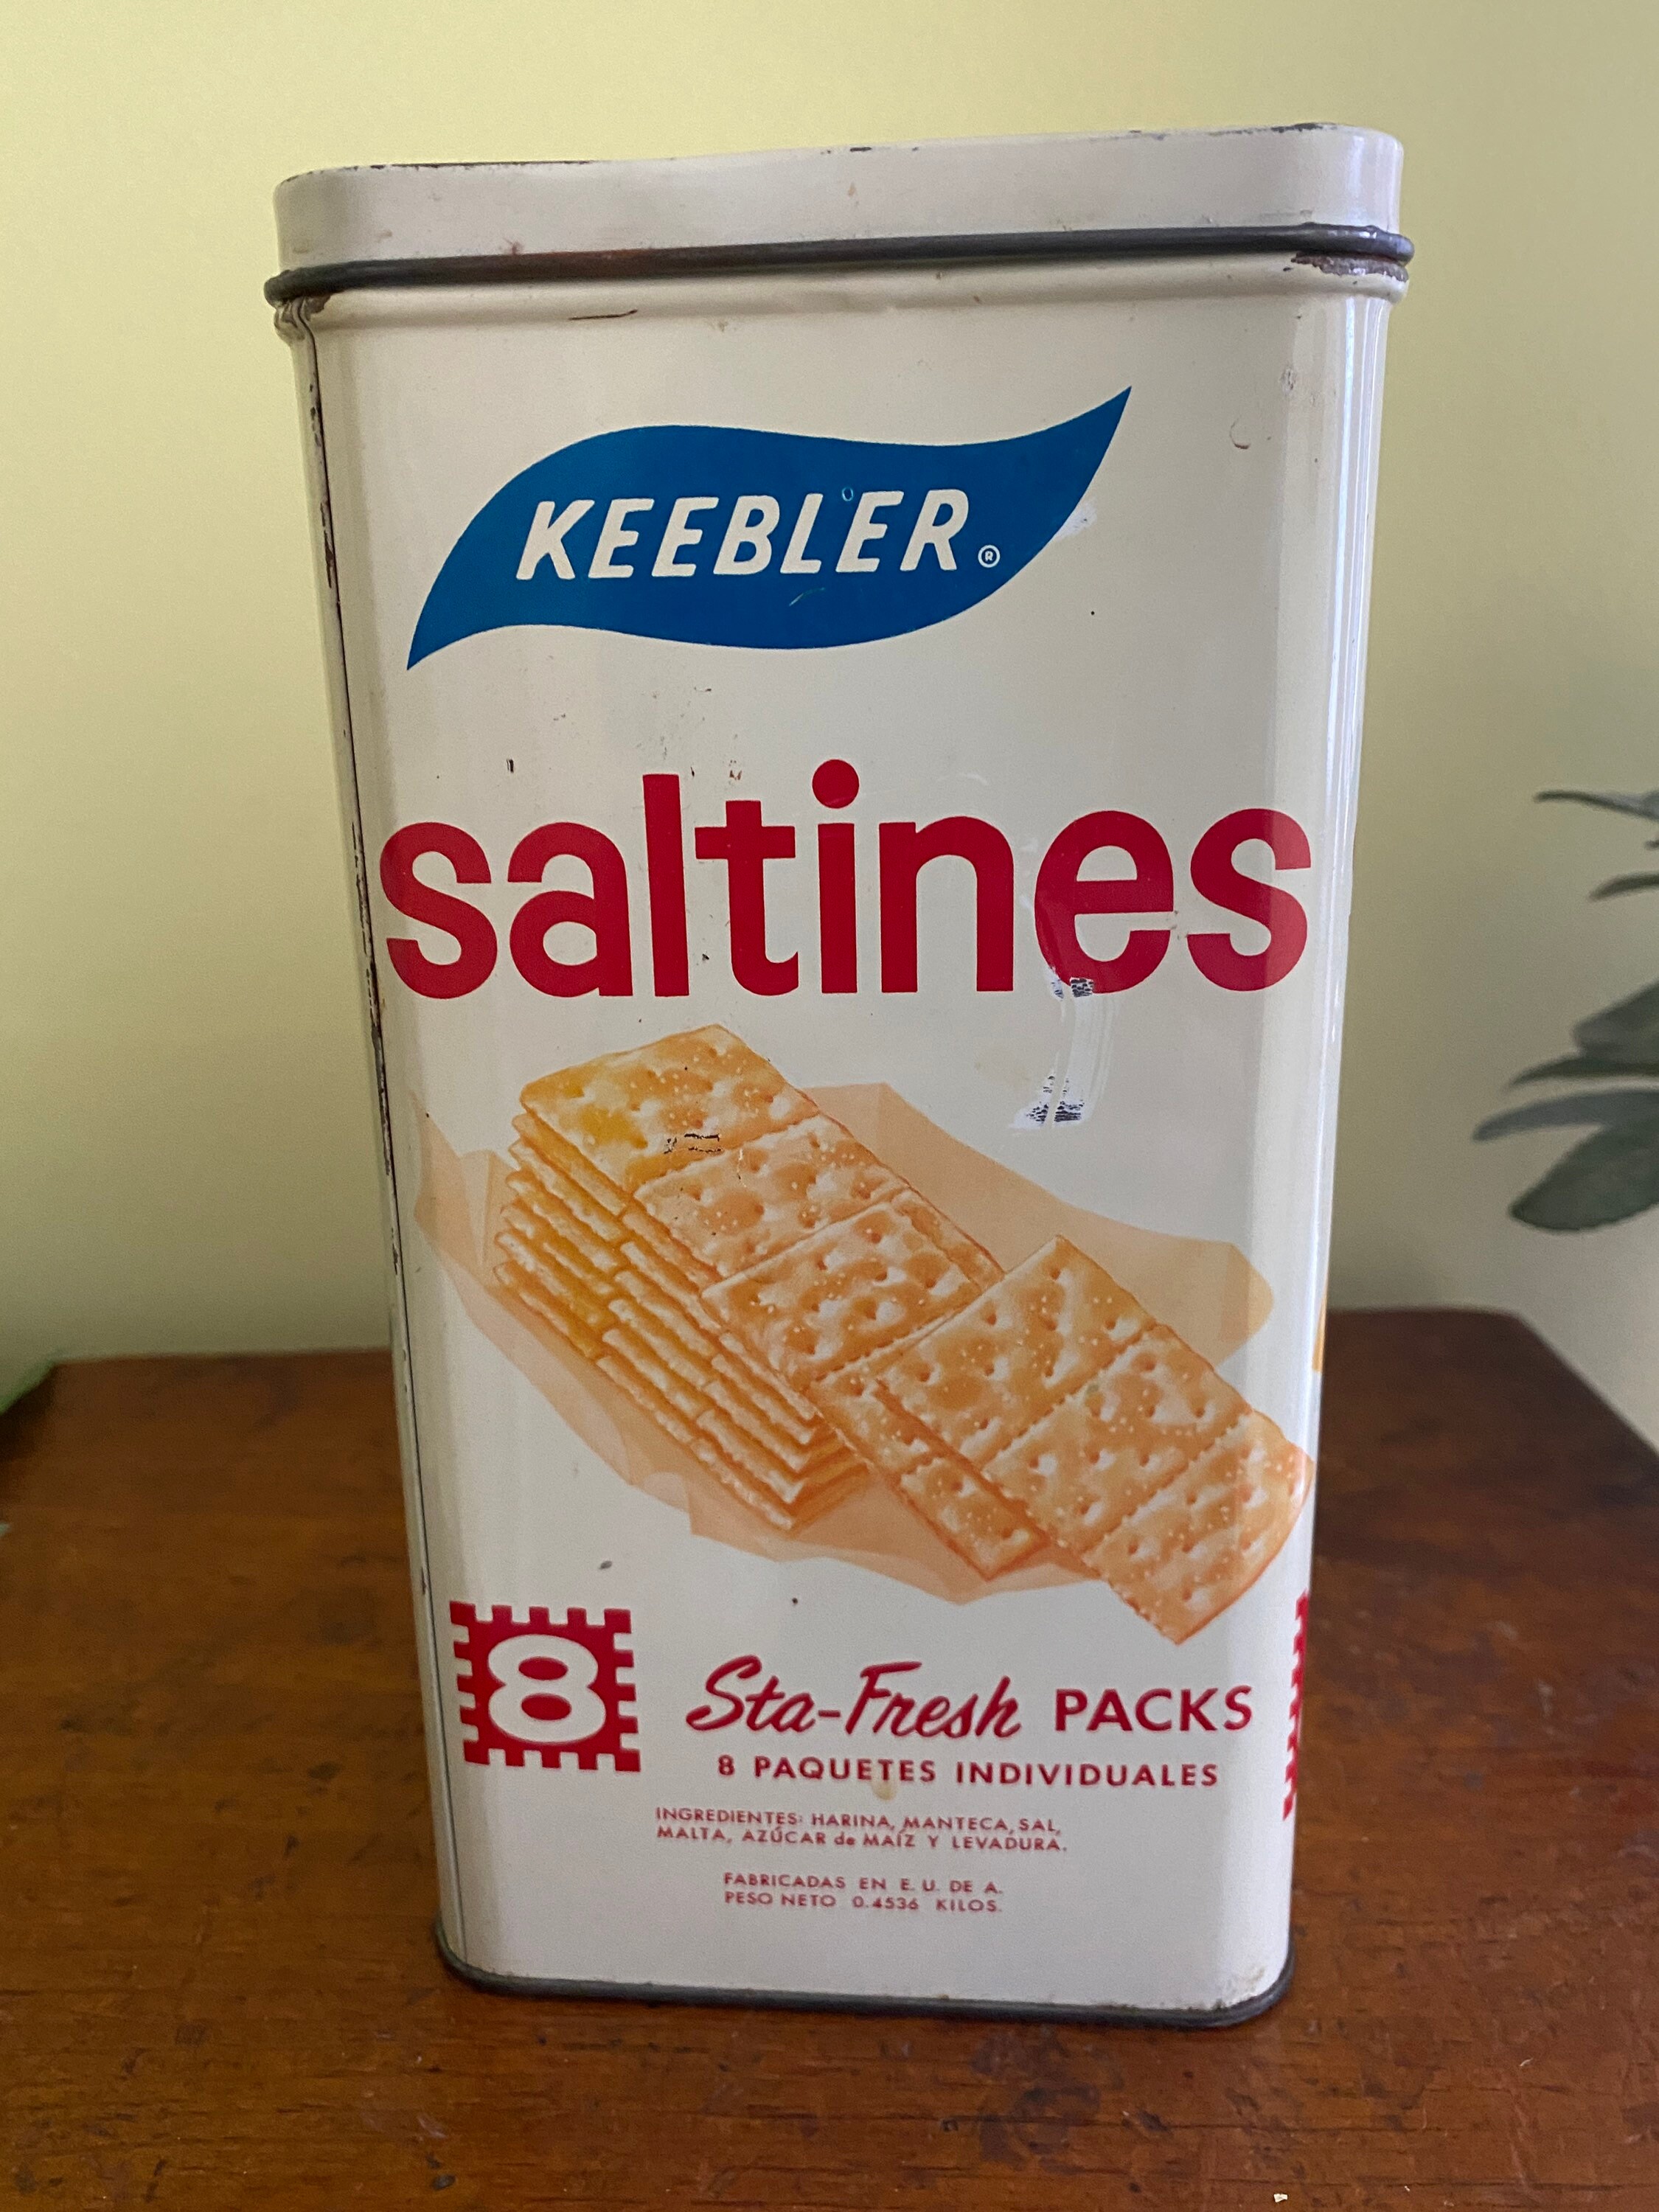 KEEBLER®
saltines
8
Sta-Fresh PACKS
8 PAQUETES INDIVIDUALES
INGREDIENTES: HARINA, MANTECA, SAL,
MALTA, AZÚCAR de MAÍZ Y LEVADURA.
FABRICADAS EN E. U. DE A.
PESO NETO 0.4536 KILOS.